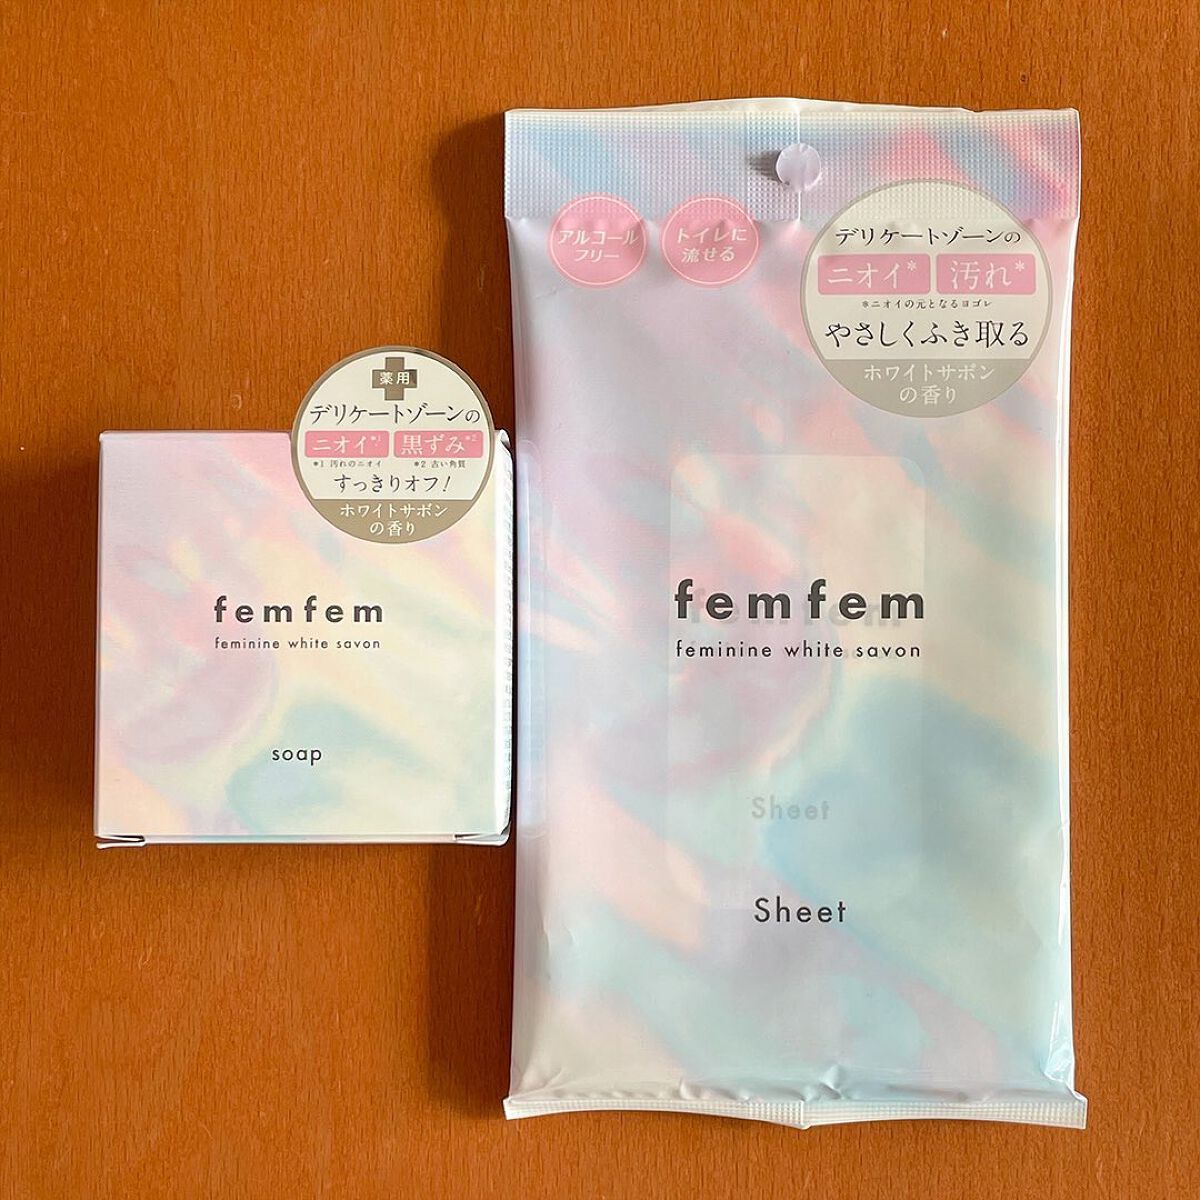 薬用
デリケートゾーンの
ニオイ*1 黒ずみ*2
*1 汚れのニオイ *2 古い角質
すっきりオフ!
ホワイトサボン
の香り
femfem
feminine white savon
soap
アルコール
フリー
トイレに
流せる
デリケートゾーンの
ニオイ* 汚れ*
*ニオイの元となるヨゴレ
やさしくふき取る
ホワイトサボン
の香り
femfem
feminine white savon
Sheet
Sheet